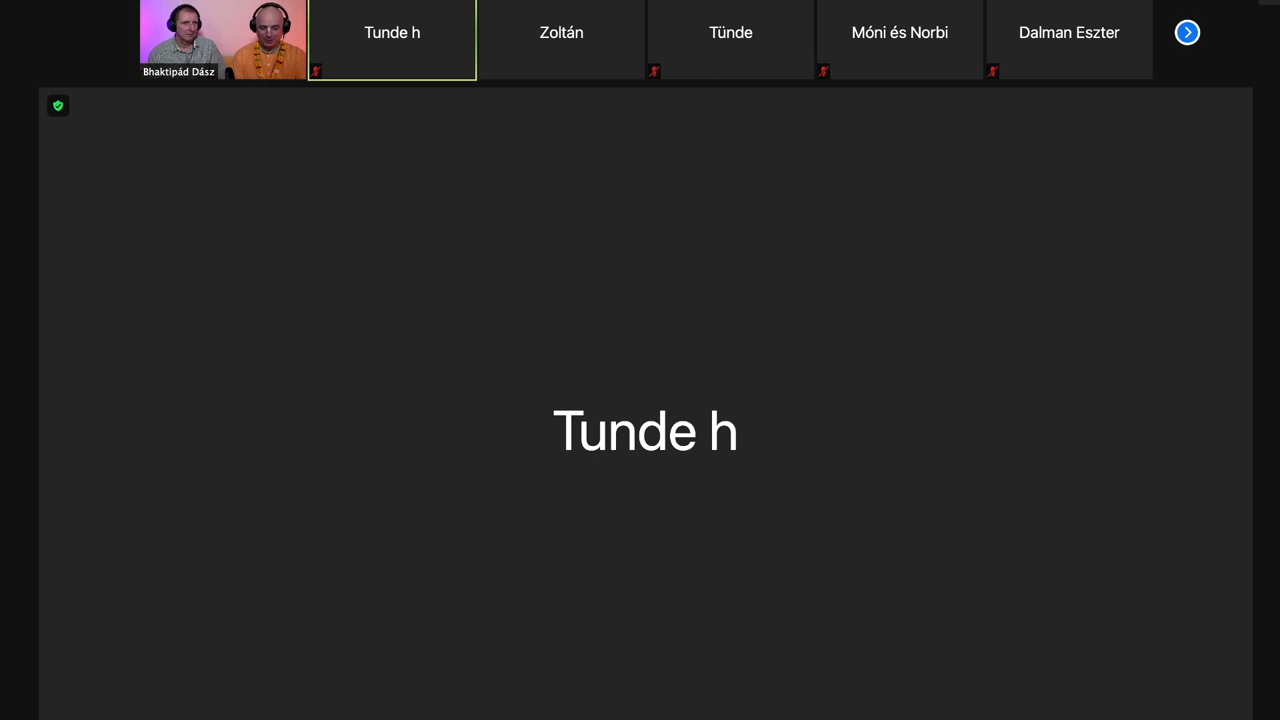 Bhaktipád Dász
Tunde h
Zoltán
Tünde
Móni és Norbi
Dalman Eszter
Tunde h